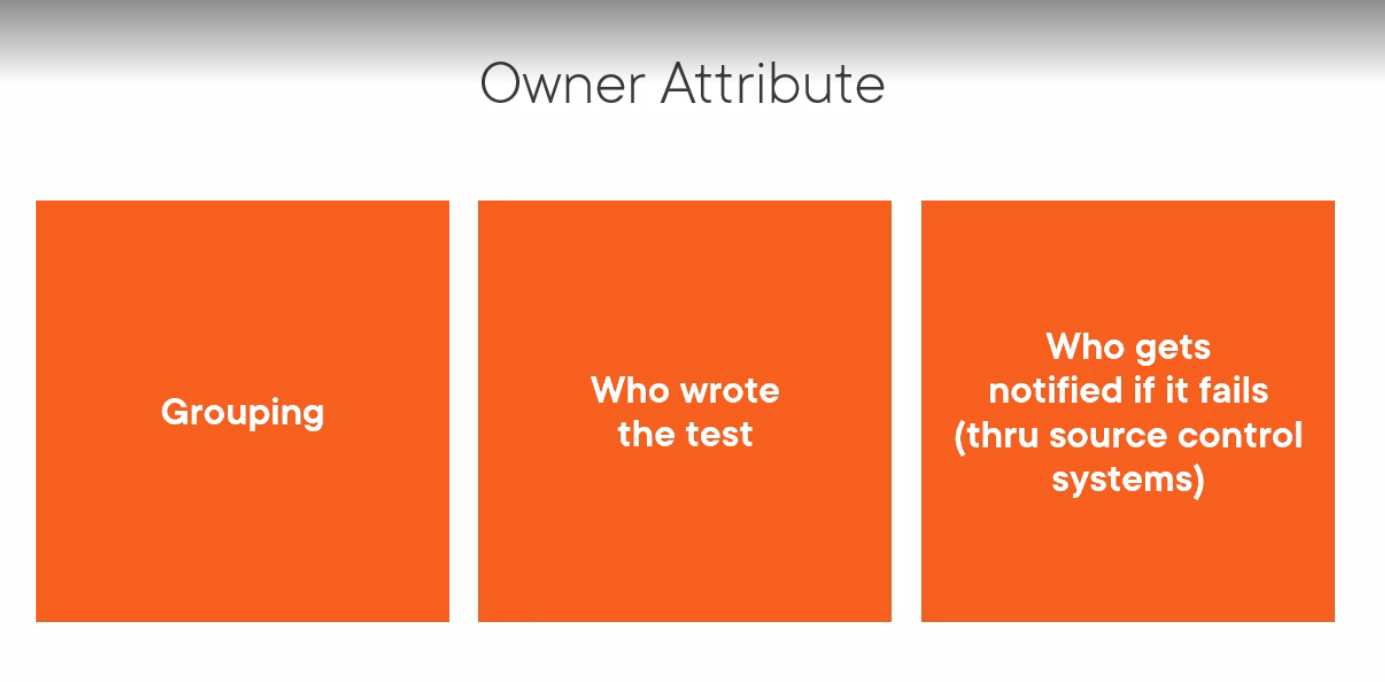 Owner Attribute
Grouping
Who wrote
the test
Who gets
notified if it fails
(thru source control
systems)